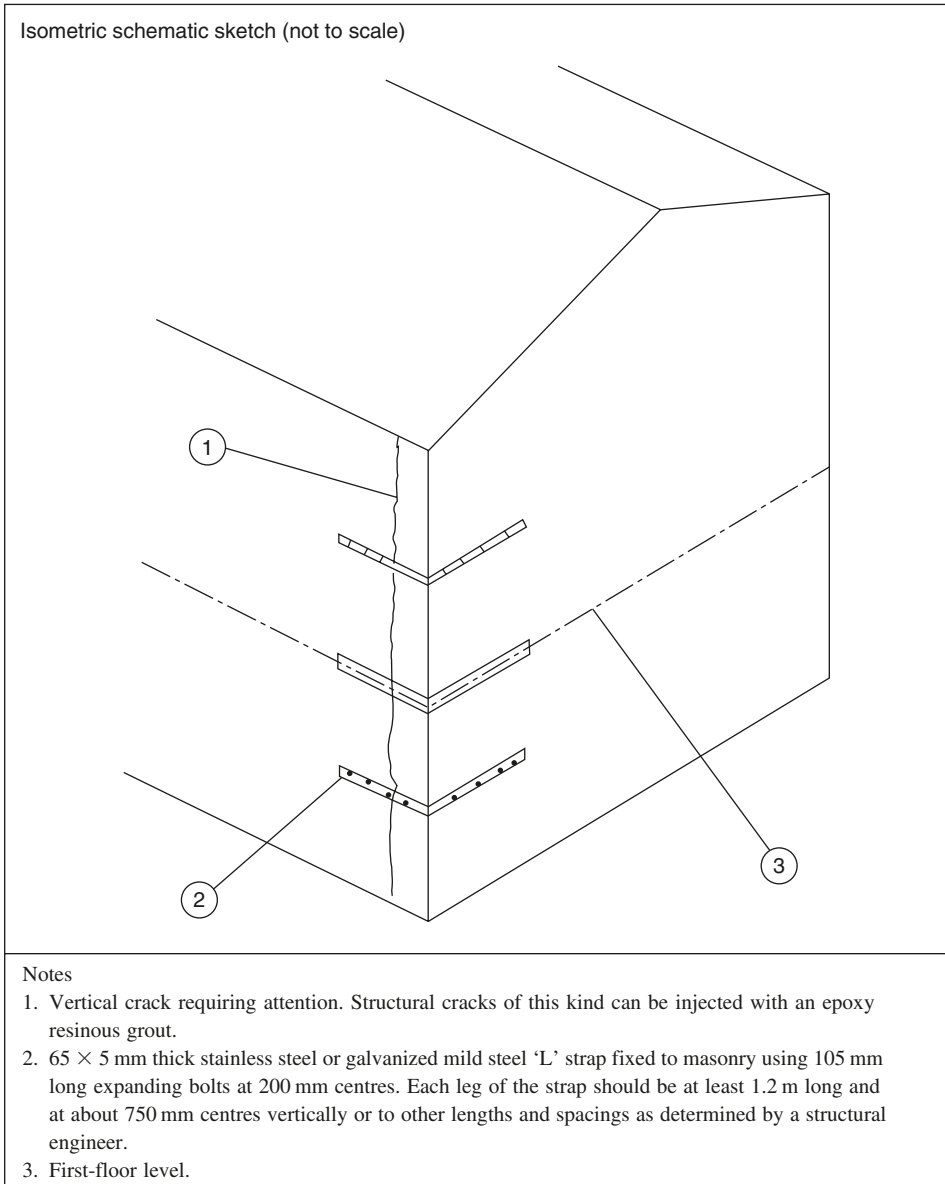 Isometric schematic sketch (not to scale)
1
2
3
Notes
1. Vertical crack requiring attention. Structural cracks of this kind can be injected with an epoxy
resinous grout.
2. 65 × 5 mm thick stainless steel or galvanized mild steel ‘L’ strap fixed to masonry using 105 mm
long expanding bolts at 200 mm centres. Each leg of the strap should be at least 1.2 m long and
at about 750 mm centres vertically or to other lengths and spacings as determined by a structural
engineer.
3. First-floor level.